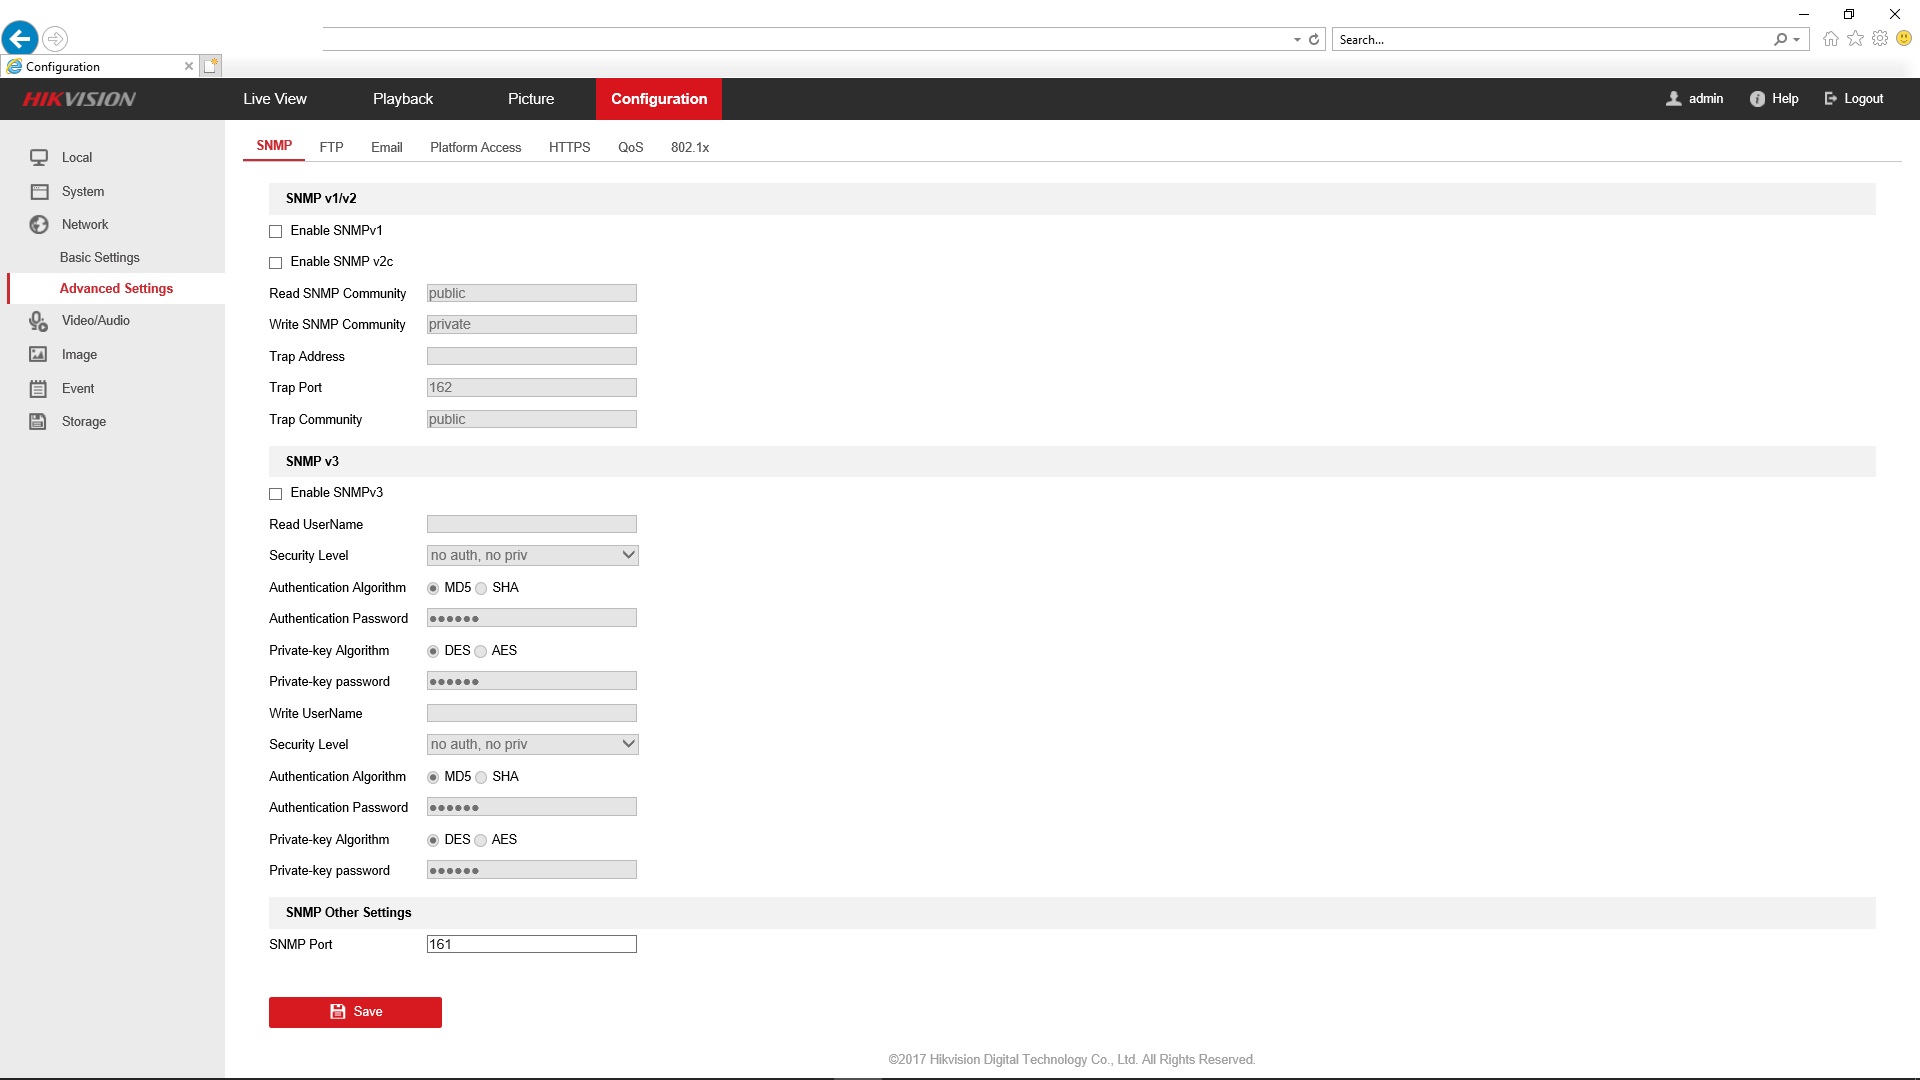 Search...
Configuration
HIKVISION
Live View
Playback
Picture
Configuration
admin
Help
Logout
Local
System
Network
Basic Settings
Advanced Settings
Video/Audio
Image
Event
Storage
SNMP
FTP
Email
Platform Access
HTTPS
QoS
802.1x
SNMP v1/v2
Enable SNMPv1
Enable SNMP v2c
Read SNMP Community public
Write SNMP Community private
Trap Address
Trap Port 162
Trap Community public
SNMP v3
Enable SNMPv3
Read UserName
Security Level no auth, no priv
Authentication Algorithm MD5 SHA
Authentication Password ●●●●●●
Private-key Algorithm DES AES
Private-key password ●●●●●●
Write UserName
Security Level no auth, no priv
Authentication Algorithm MD5 SHA
Authentication Password ●●●●●●
Private-key Algorithm DES AES
Private-key password ●●●●●●
SNMP Other Settings
SNMP Port 161
Save
©2017 Hikvision Digital Technology Co., Ltd. All Rights Reserved.